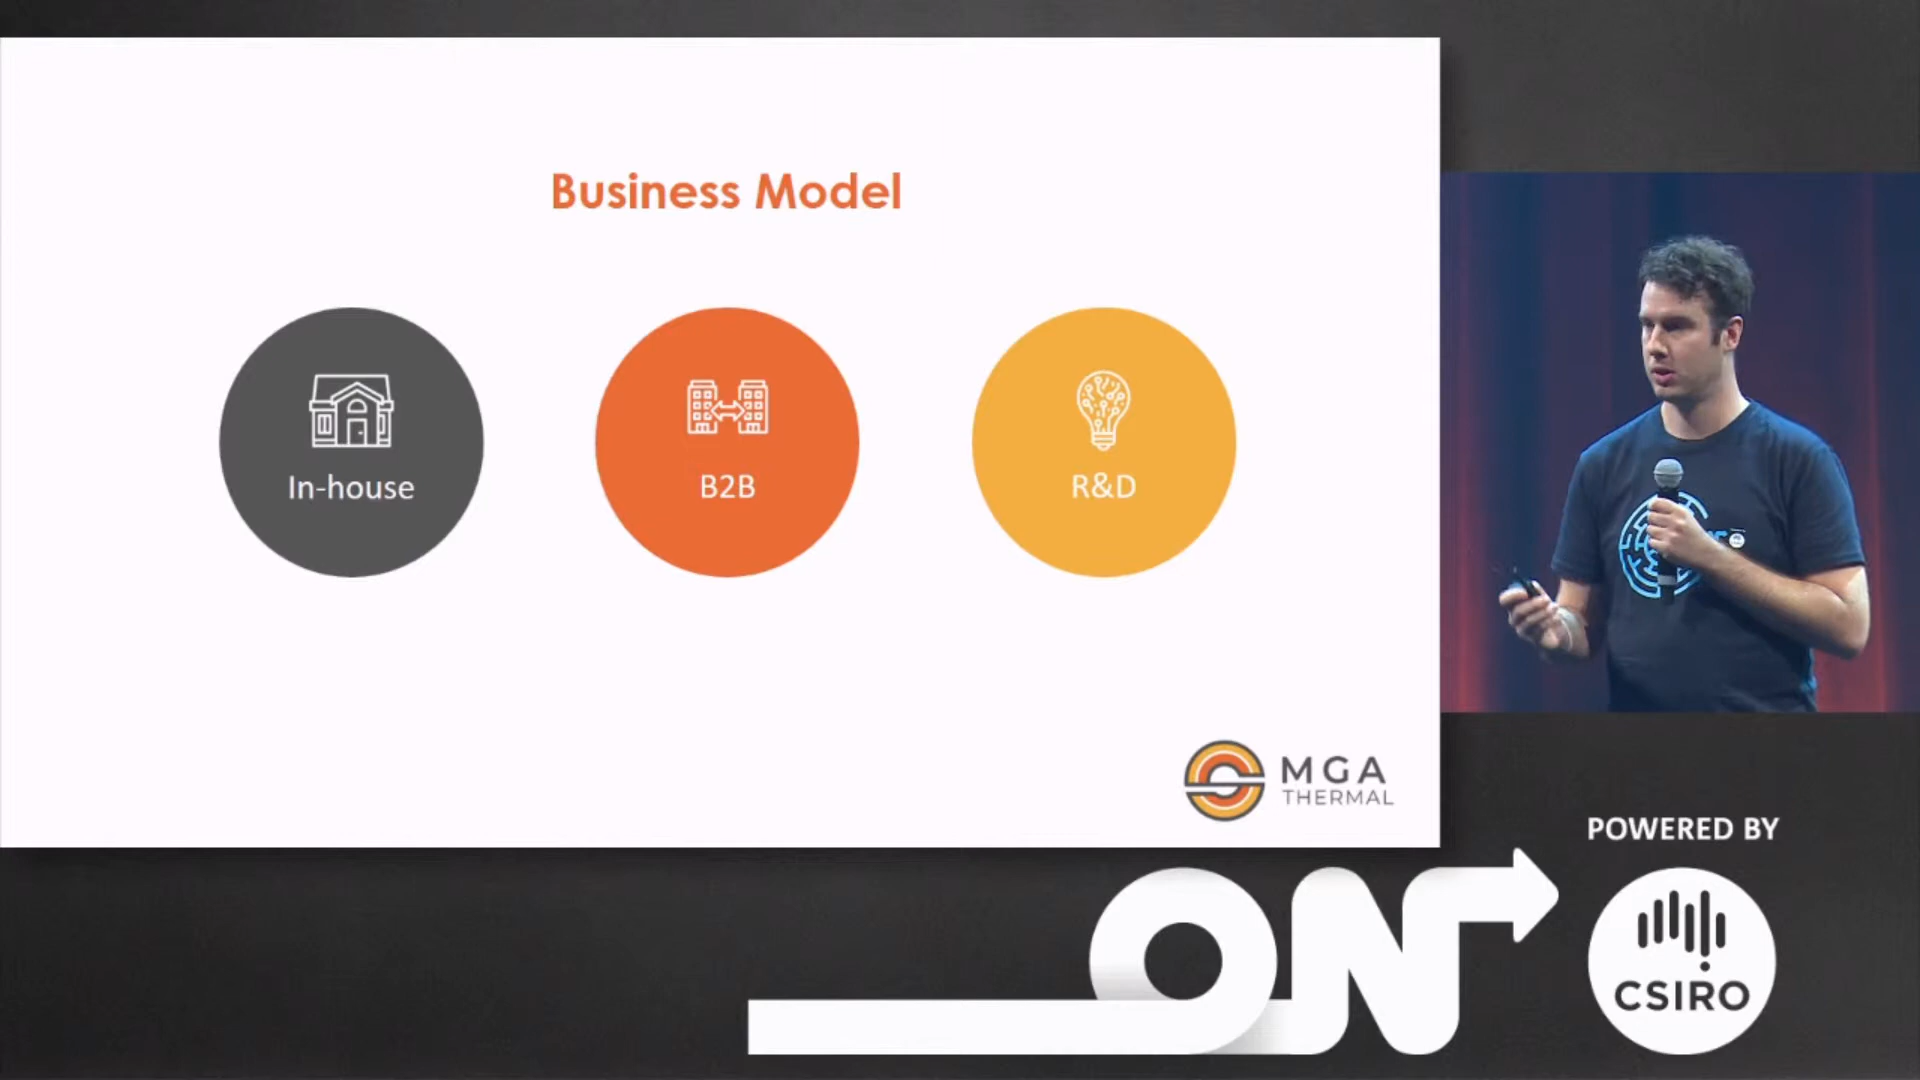 Business Model
In-house
B2B
R&D
MGA
THERMAL
POWERED BY
ON
CSIRO